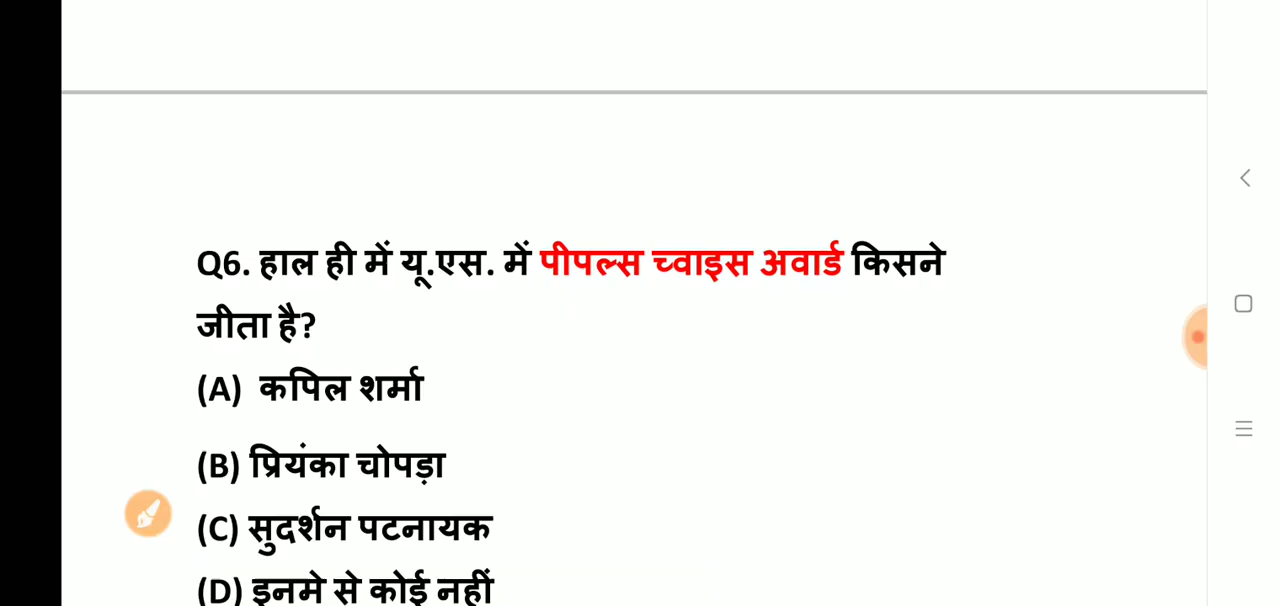 Q6. हाल ही में यू.एस. में पीपल्स च्वाइस अवार्ड किसने
जीता है?
(A) कपिल शर्मा
(B) प्रियंका चोपड़ा
(C) सुदर्शन पटनायक
(D) इनमे से कोई नहीं